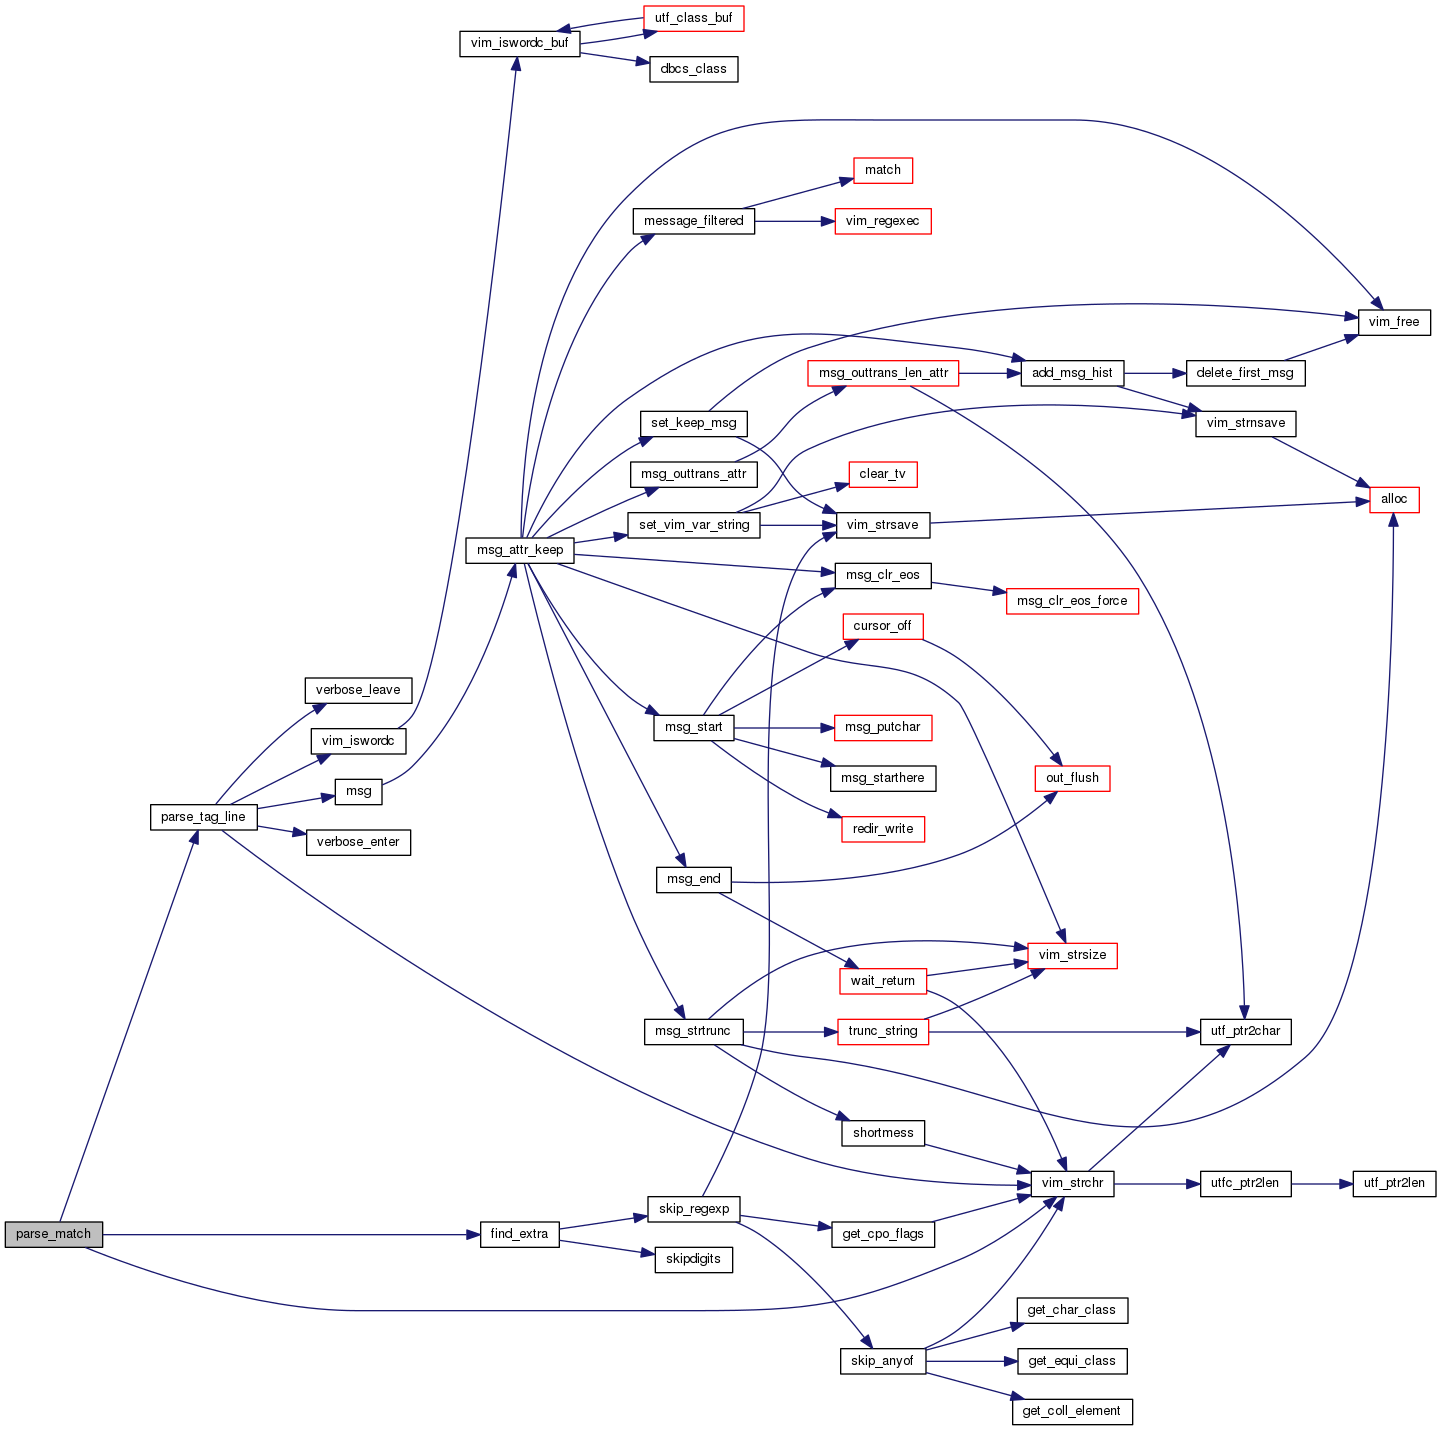 utf_class_buf
vim_iswordc_buf
dbcs_class
match
message_filtered
vim_regexec
vim_free
msg_outtrans_len_attr
add_msg_hist
delete_first_msg
set_keep_msg
vim_strnsave
msg_outtrans_attr
clear_tv
alloc
set_vim_var_string
vim_strsave
msg_attr_keep
msg_clr_eos
msg_clr_eos_force
cursor_off
verbose_leave
msg_start
msg_putchar
vim_iswordc
out_flush
msg_starthere
msg
parse_tag_line
redir_write
verbose_enter
msg_end
vim_strsize
wait_return
msg_strtrunc
trunc_string
utf_ptr2char
shortmess
vim_strchr
utfc_ptr2len
utf_ptr2len
skip_regexp
parse_match
find_extra
get_cpo_flags
skipdigits
get_char_class
skip_anyof
get_equi_class
get_coll_element